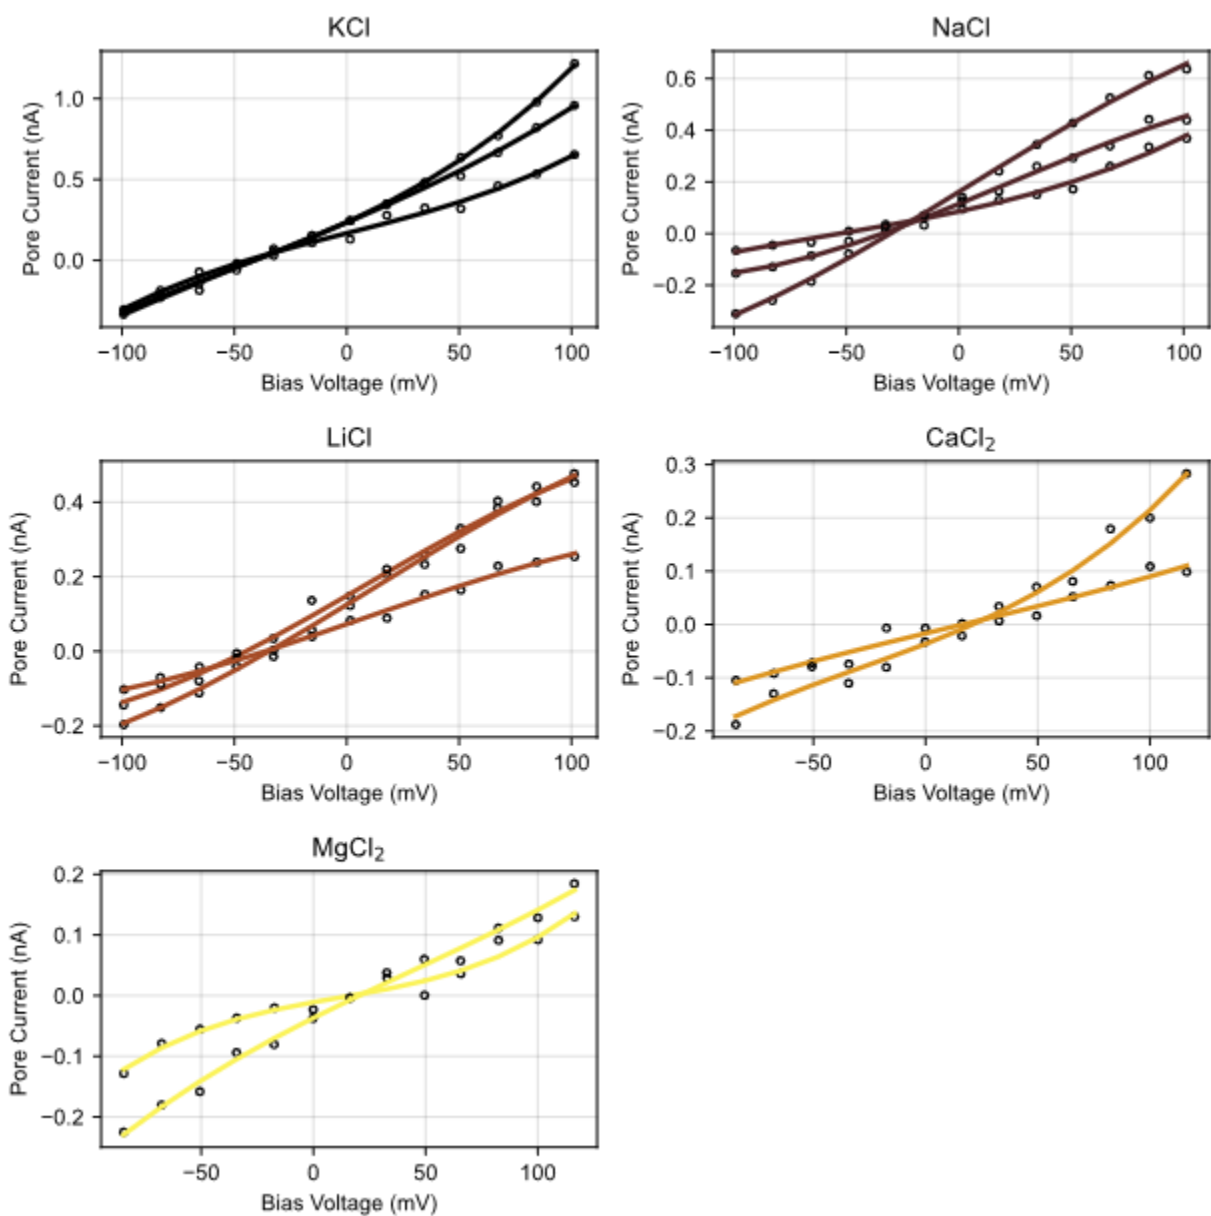 KCl
Pore Current (nA)
1.0
0.5
0.0
−100 −50 0 50 100
Bias Voltage (mV)
NaCl
Pore Current (nA)
0.6
0.4
0.2
0.0
−0.2
−100 −50 0 50 100
Bias Voltage (mV)
LiCl
Pore Current (nA)
0.4
0.2
0.0
−0.2
−100 −50 0 50 100
Bias Voltage (mV)
CaCl₂
Pore Current (nA)
0.3
0.2
0.1
0.0
−0.1
−0.2
−50 0 50 100
Bias Voltage (mV)
MgCl₂
Pore Current (nA)
0.2
0.1
0.0
−0.1
−0.2
−50 0 50 100
Bias Voltage (mV)